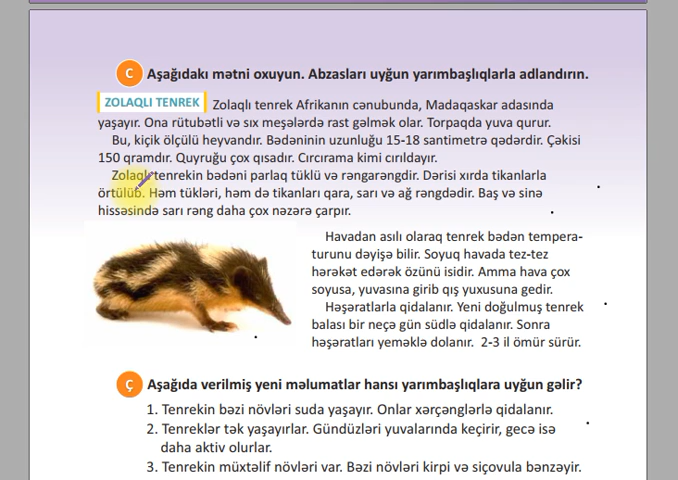 C Aşağıdakı mətni oxuyun. Abzasları uyğun yarımbaşlıqlarla adlandırın.
ZOLAQLI TENREK Zolaqlı tenrek Afrikanın cənubunda, Madaqaskar adasında
yaşayır. Ona rütubətli və sıx meşələrdə rast gəlmək olar. Torpaqda yuva qurur.
Bu, kiçik ölçülü heyvandır. Bədəninin uzunluğu 15-18 santimetrə qədərdir. Çəkisi
150 qramdır. Quyruğu çox qısadır. Cırcırama kimi cırıldayır.
Zolaqlı tenrekin bədəni parlaq tüklü və rəngarəngdir. Dərisi xırda tikanlarla
örtülüb. Həm tükləri, həm də tikanları qara, sarı və ağ rəngdədir. Baş və sinə
hissəsində sarı rəng daha çox nəzərə çarpır.
Havadan asılı olaraq tenrek bədən tempera-
turunu dəyişə bilir. Soyuq havada tez-tez
hərəkət edərək özünü isidir. Amma hava çox
soyusa, yuvasına girib qış yuxusuna gedir.
Həşəratlarla qidalanır. Yeni doğulmuş tenrek
balası bir neçə gün südlə qidalanır. Sonra
həşəratları yeməklə dolanır. 2-3 il ömür sürür.
Ç Aşağıda verilmiş yeni məlumatlar hansı yarımbaşlıqlara uyğun gəlir?
1. Tenrekin bəzi növləri suda yaşayır. Onlar xərçənglərlə qidalanır.
2. Tenreklər tək yaşayırlar. Gündüzləri yuvalarında keçirir, gecə isə
daha aktiv olurlar.
3. Tenrekin müxtəlif növləri var. Bəzi növləri kirpi və siçovula bənzəyir.